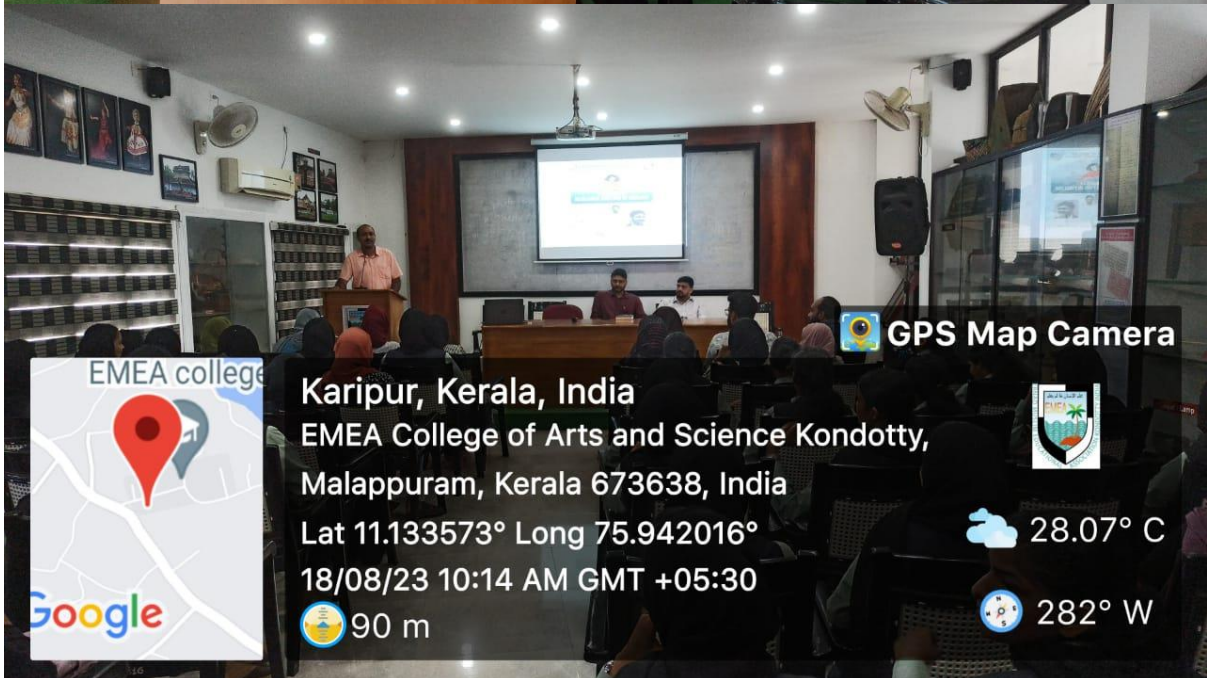 GPS Map Camera
EMEA college
Google
Karipur, Kerala, India
EMEA College of Arts and Science Kondotty,
Malappuram, Kerala 673638, India
Lat 11.133573° Long 75.942016°
18/08/23 10:14 AM GMT +05:30
90 m
EMEA
28.07° C
282° W